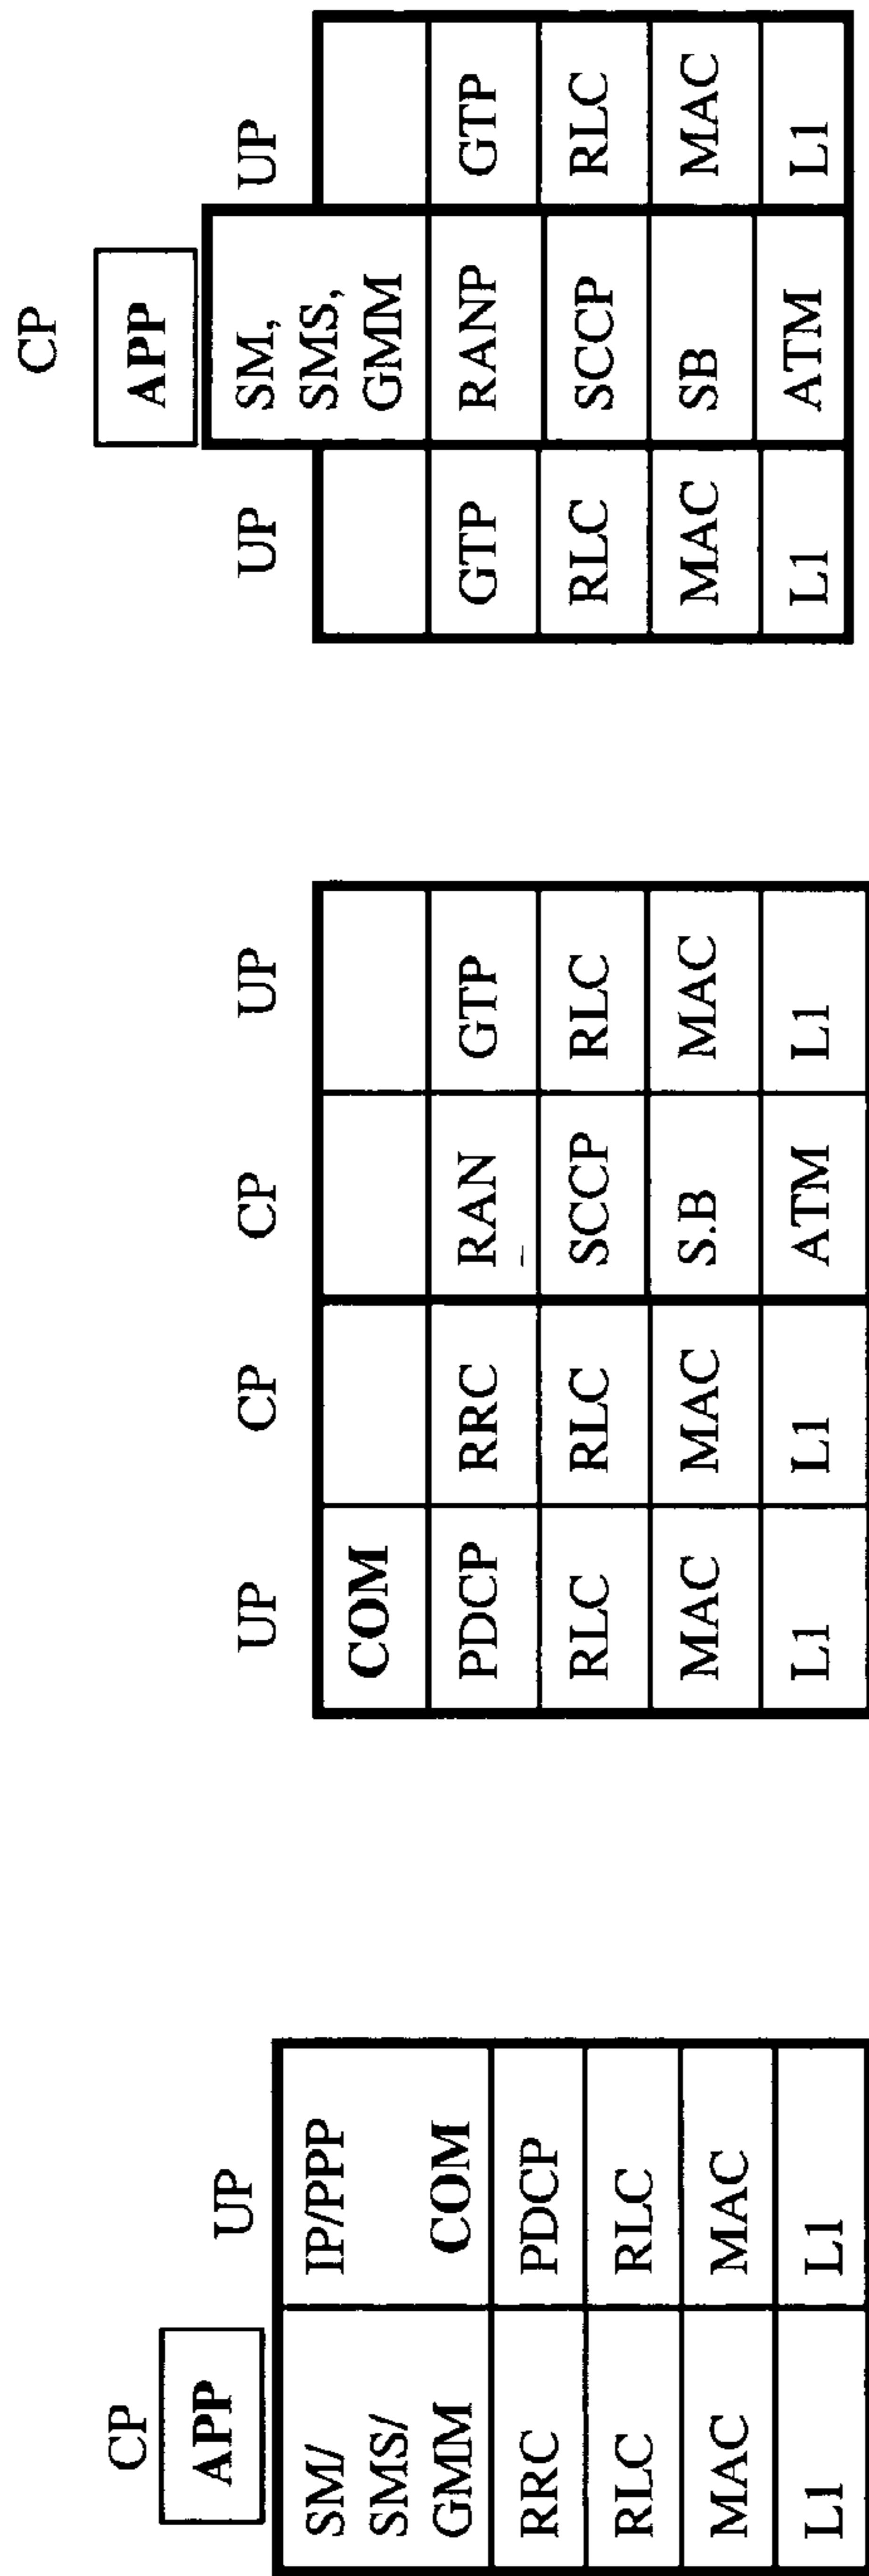 CP
APP
UP
SM/
SMS/
GMM
IP/PPP
COM
RRC PDCP
RLC RLC
MAC MAC
L1 L1
UP CP CP UP
COM
PDCP RRC RAN GTP
RLC RLC SCCP RLC
MAC MAC S.B MAC
L1 L1 ATM L1
CP
APP
UP UP
SM,
SMS,
GMM
GTP RANP GTP
RLC SCCP RLC
MAC SB MAC
L1 ATM L1